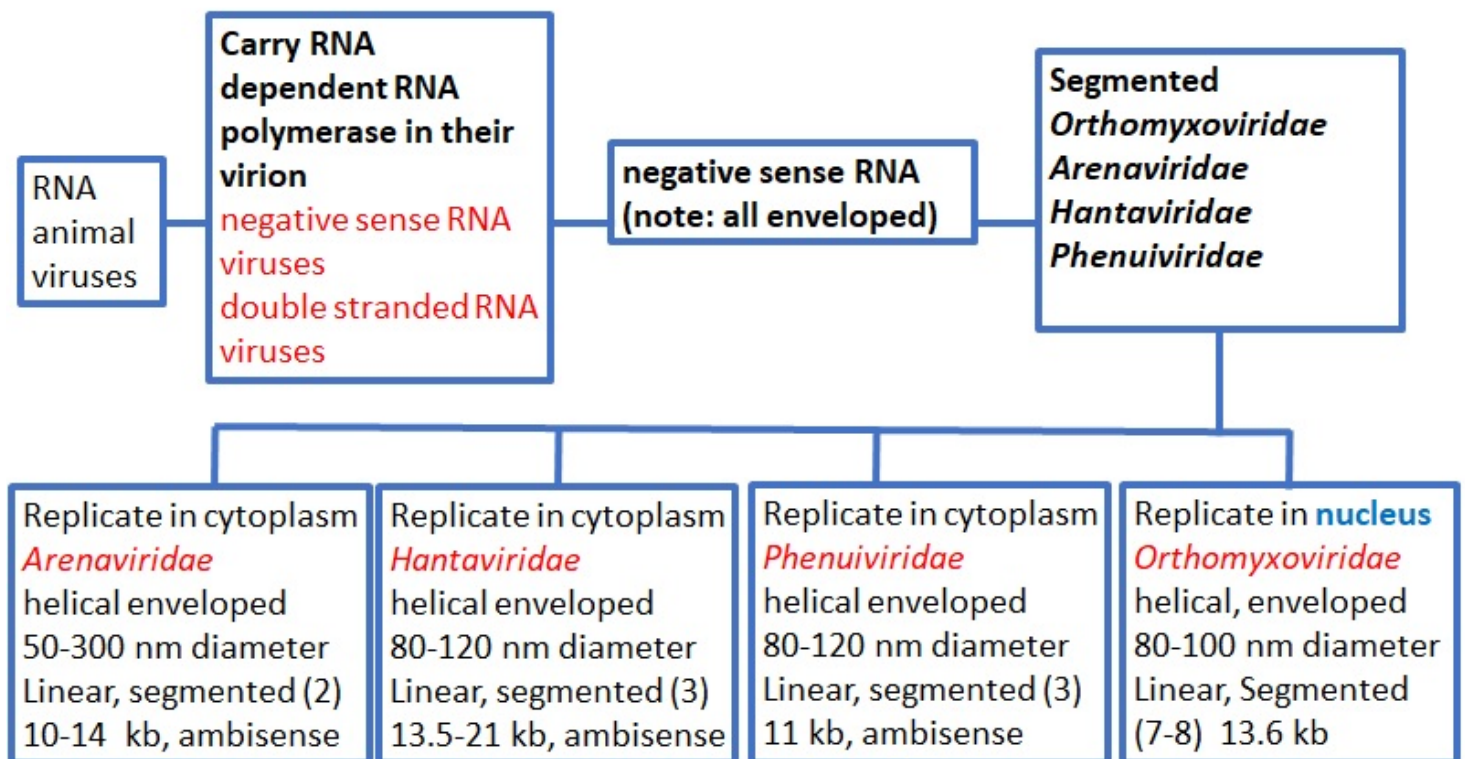 RNA
animal
viruses
Carry RNA
dependent RNA
polymerase in their
virion
negative sense RNA
viruses
double stranded RNA
viruses
negative sense RNA
(note: all enveloped)
Segmented
Orthomyxoviridae
Arenaviridae
Hantaviridae
Phenuiviridae
Replicate in cytoplasm
Arenaviridae
helical enveloped
50-300 nm diameter
Linear, segmented (2)
10-14 kb, ambisense
Replicate in cytoplasm
Hantaviridae
helical enveloped
80-120 nm diameter
Linear, segmented (3)
13.5-21 kb, ambisense
Replicate in cytoplasm
Phenuiviridae
helical enveloped
80-120 nm diameter
Linear, segmented (3)
11 kb, ambisense
Replicate in nucleus
Orthomyxoviridae
helical, enveloped
80-100 nm diameter
Linear, Segmented
(7-8) 13.6 kb